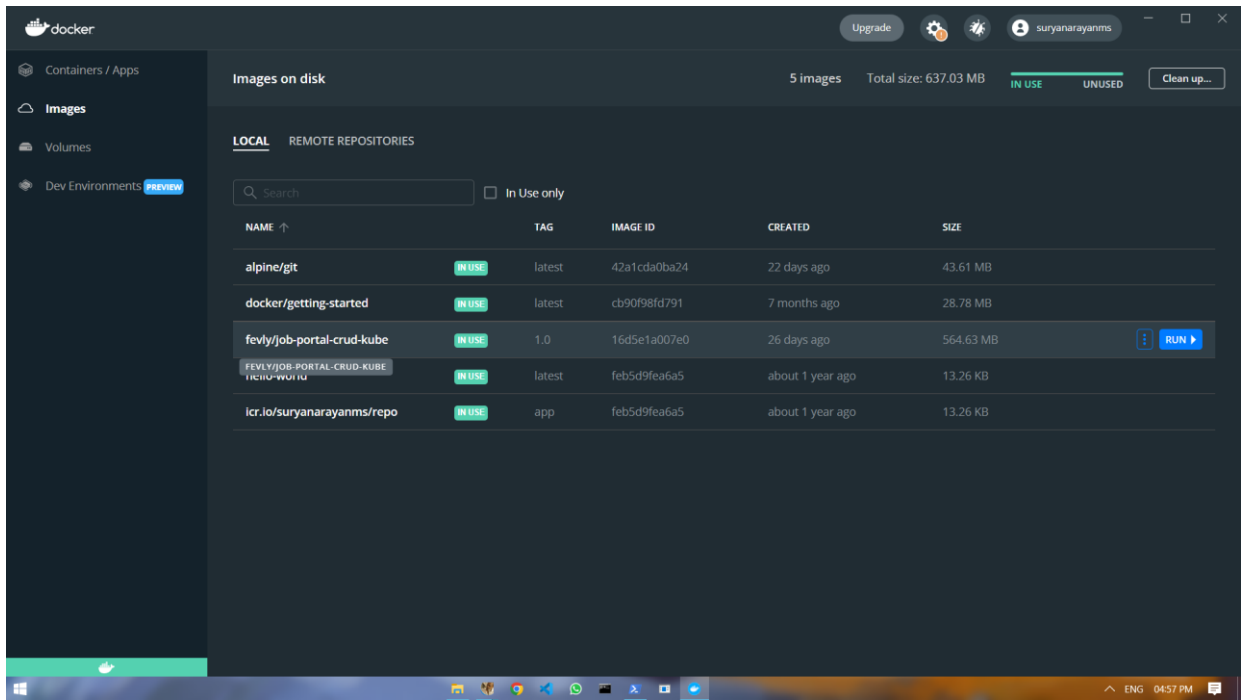 docker
Upgrade
suryanarayanms
Containers / Apps
Images
Volumes
Dev Environments PREVIEW
Images on disk
5 images Total size: 637.03 MB IN USE UNUSED Clean up...
LOCAL REMOTE REPOSITORIES
Search In Use only
NAME TAG IMAGE ID CREATED SIZE
alpine/git IN USE latest 42a1cda0ba24 22 days ago 43.61 MB
docker/getting-started IN USE latest cb90f98fd791 7 months ago 28.78 MB
fevly/job-portal-crud-kube IN USE 1.0 16d5e1a007e0 26 days ago 564.63 MB RUN
FEVLY/JOB-PORTAL-CRUD-KUBE
hello-world IN USE latest feb5d9fea6a5 about 1 year ago 13.26 KB
icr.io/suryanarayanms/repo IN USE app feb5d9fea6a5 about 1 year ago 13.26 KB
ENG 04:57 PM